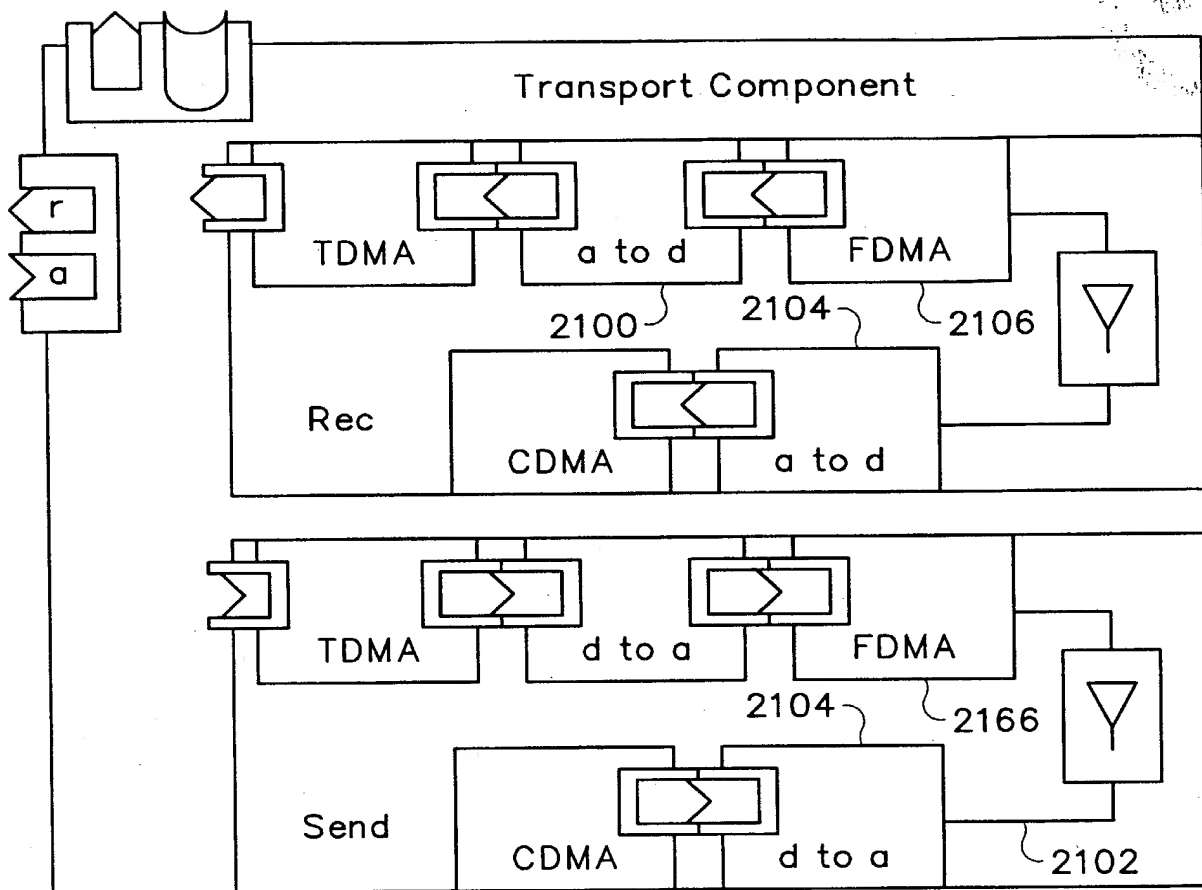 Transport Component
r
a
TDMA
a to d
FDMA
2100
2104
2106
Rec
CDMA
a to d
TDMA
d to a
FDMA
2104
2166
Send
CDMA
d to a
2102